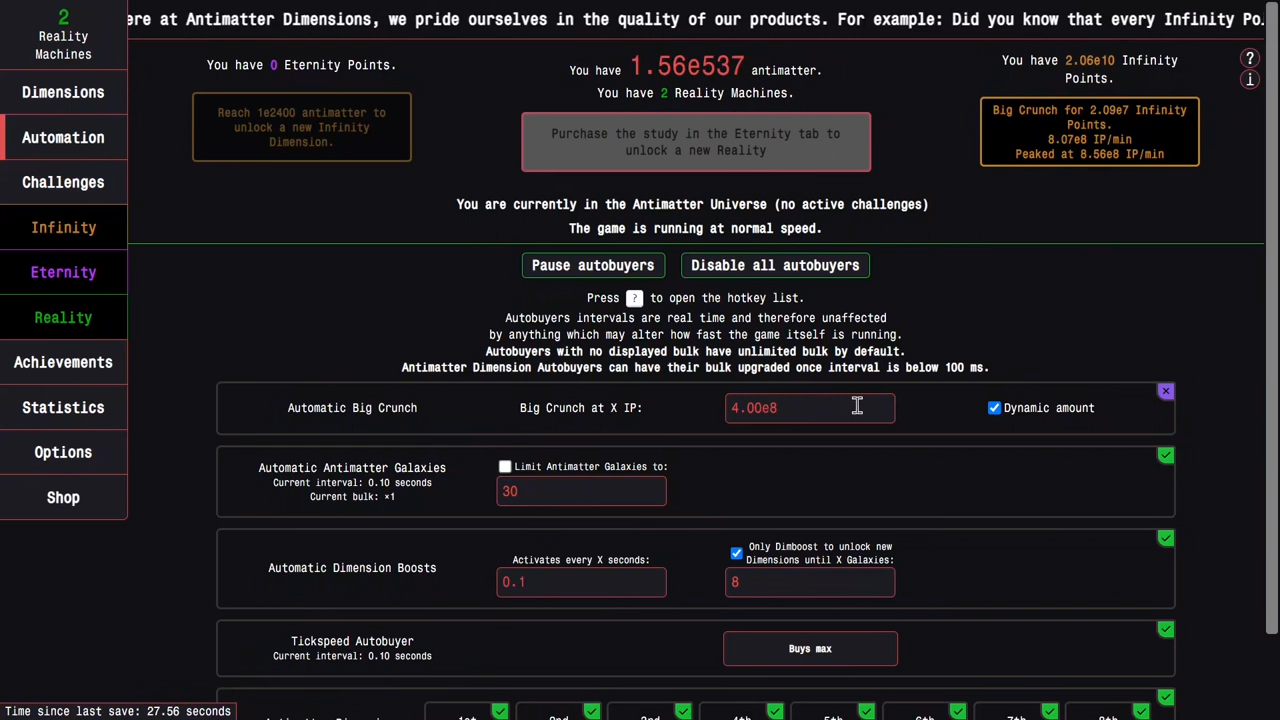 ere at Antimatter Dimensions, we pride ourselves in the quality of our products. For example: Did you know that every Infinity Po
2
Reality
Machines
Dimensions
Automation
Challenges
Infinity
Eternity
Reality
Achievements
Statistics
Options
Shop
You have 0 Eternity Points.
Reach 1e2400 antimatter to
unlock a new Infinity
Dimension.
You have 1.56e537 antimatter.
You have 2 Reality Machines.
Purchase the study in the Eternity tab to
unlock a new Reality
You have 2.06e10 Infinity
Points.
Big Crunch for 2.09e7 Infinity
Points.
8.07e8 IP/min
Peaked at 8.56e8 IP/min
?
i
You are currently in the Antimatter Universe (no active challenges)
The game is running at normal speed.
Pause autobuyers
Disable all autobuyers
Press ? to open the hotkey list.
Autobuyers intervals are real time and therefore unaffected
by anything which may alter how fast the game itself is running.
Autobuyers with no displayed bulk have unlimited bulk by default.
Antimatter Dimension Autobuyers can have their bulk upgraded once interval is below 100 ms.
Automatic Big Crunch
Big Crunch at X IP:
4.00e8
Dynamic amount
Automatic Antimatter Galaxies
Current interval: 0.10 seconds
Current bulk: ×1
Limit Antimatter Galaxies to:
30
Automatic Dimension Boosts
Activates every X seconds:
0.1
Only Dimboost to unlock new
Dimensions until X Galaxies:
8
Tickspeed Autobuyer
Current interval: 0.10 seconds
Buys max
Time since last save: 27.56 seconds